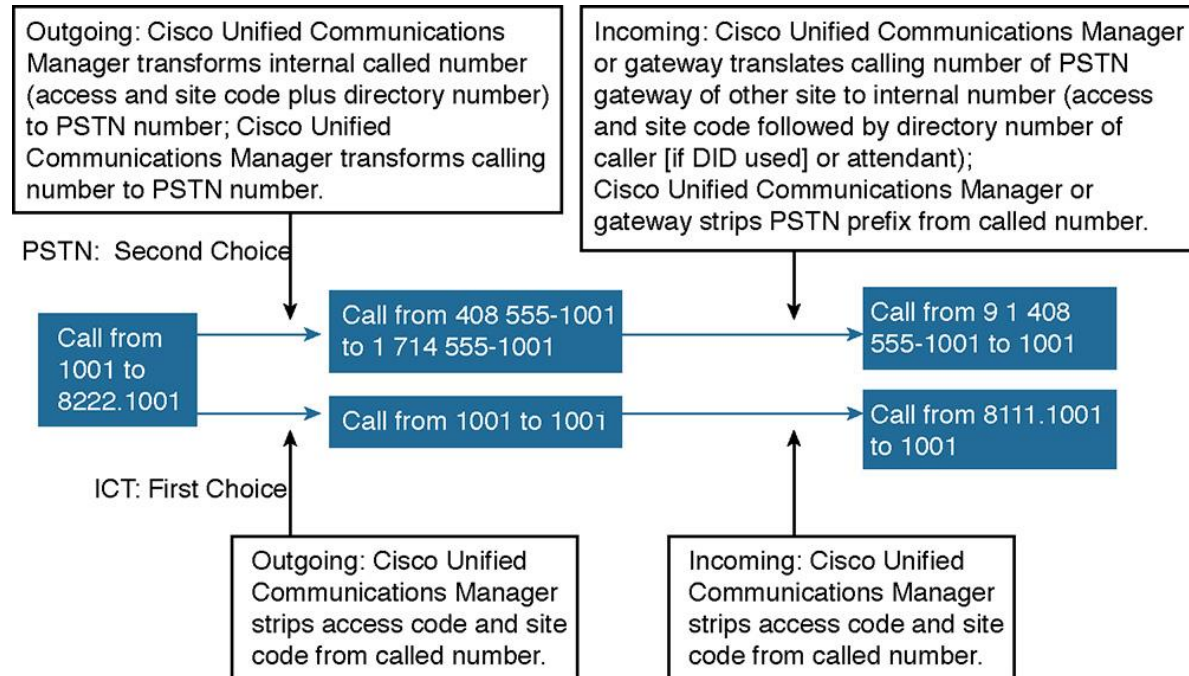 Outgoing: Cisco Unified Communications
Manager transforms internal called number
(access and site code plus directory number)
to PSTN number; Cisco Unified
Communications Manager transforms calling
number to PSTN number.
Incoming: Cisco Unified Communications Manager
or gateway translates calling number of PSTN
gateway of other site to internal number (access
and site code followed by directory number of
caller [if DID used] or attendant);
Cisco Unified Communications Manager or
gateway strips PSTN prefix from called number.
PSTN: Second Choice
Call from
1001 to
8222.1001
Call from 408 555-1001
to 1 714 555-1001
Call from 9 1 408
555-1001 to 1001
Call from 1001 to 1001
Call from 8111.1001
to 1001
ICT: First Choice
Outgoing: Cisco Unified
Communications Manager
strips access code and site
code from called number.
Incoming: Cisco Unified
Communications Manager
strips access code and site
code from called number.